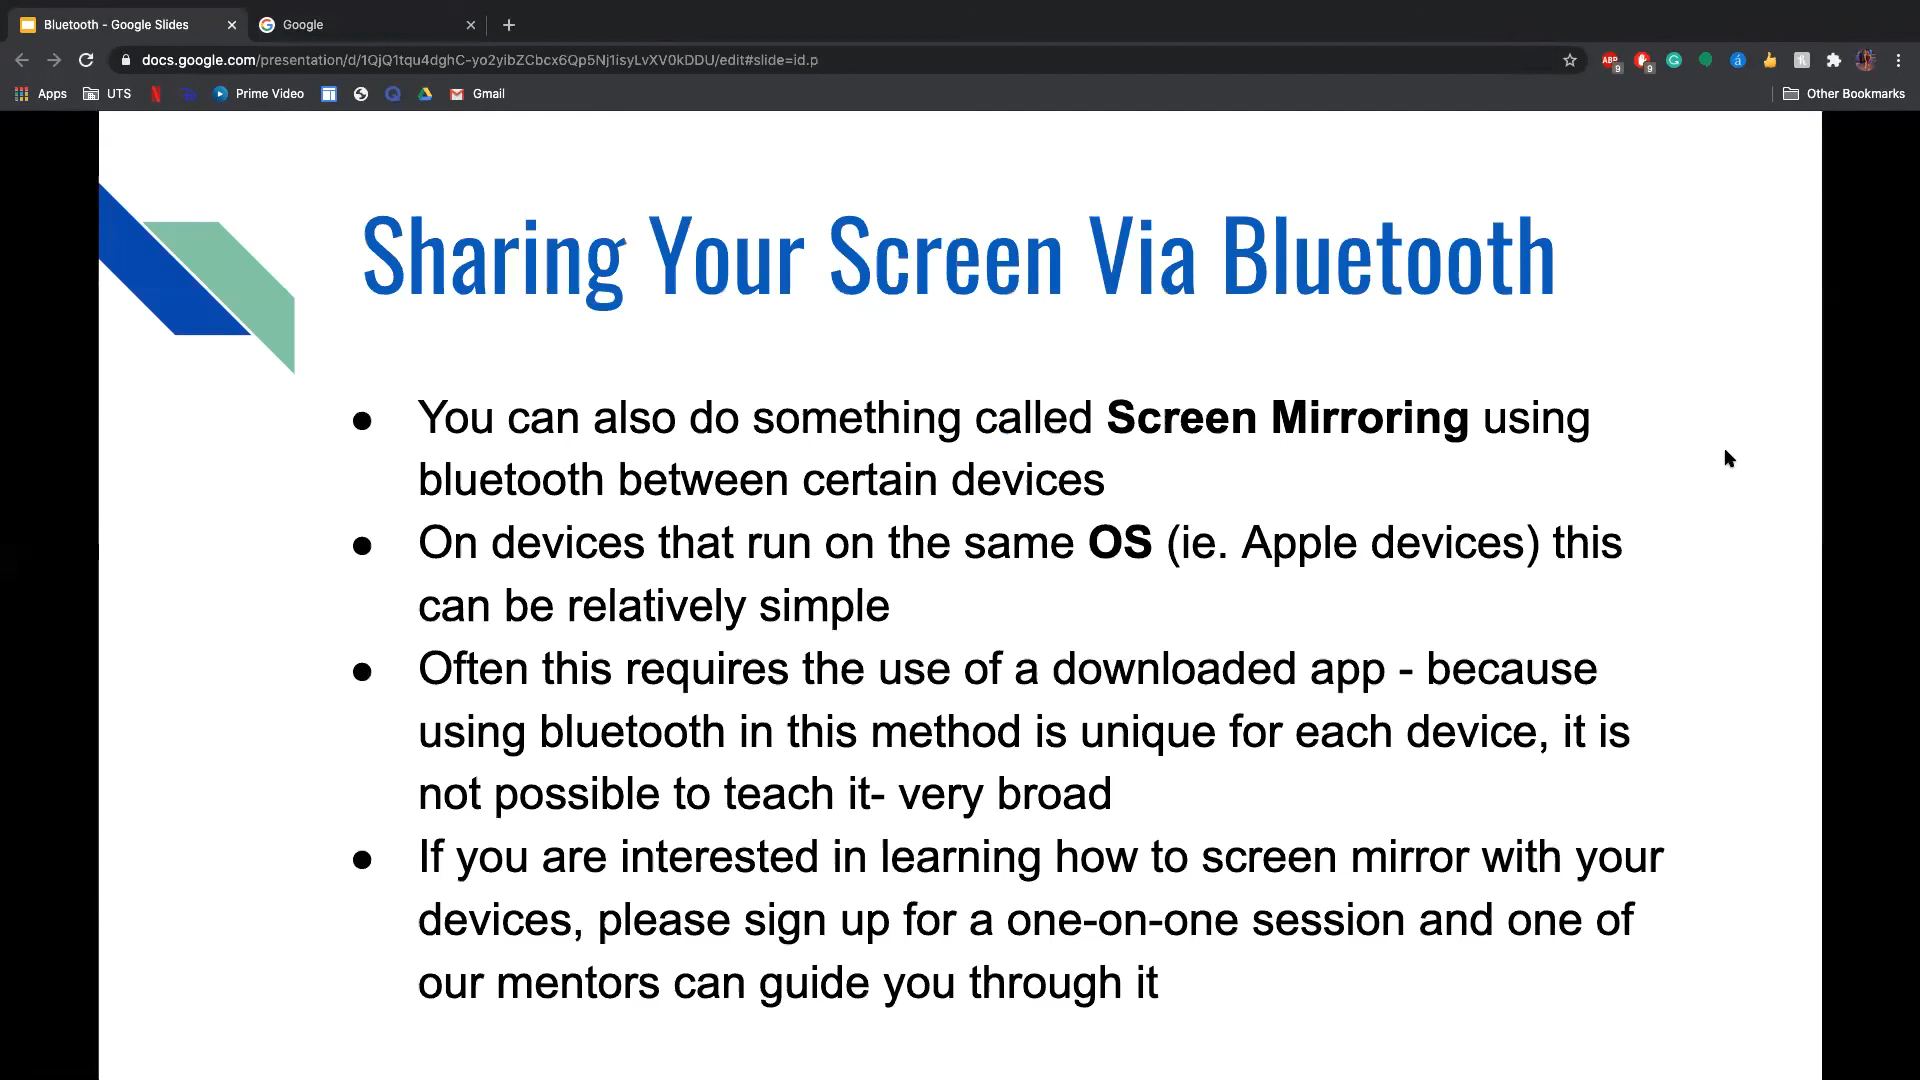 Bluetooth - Google Slides
Google
docs.google.com/presentation/d/1QjQ1tqu4dghC-yo2yibZCbcx6Qp5Nj1isyLvXV0kDDU/edit#slide=id.p
ABP
9
9
Apps
UTS
Prime Video
Gmail
Other Bookmarks
Sharing Your Screen Via Bluetooth
● You can also do something called Screen Mirroring using
bluetooth between certain devices
● On devices that run on the same OS (ie. Apple devices) this
can be relatively simple
● Often this requires the use of a downloaded app - because
using bluetooth in this method is unique for each device, it is
not possible to teach it- very broad
● If you are interested in learning how to screen mirror with your
devices, please sign up for a one-on-one session and one of
our mentors can guide you through it